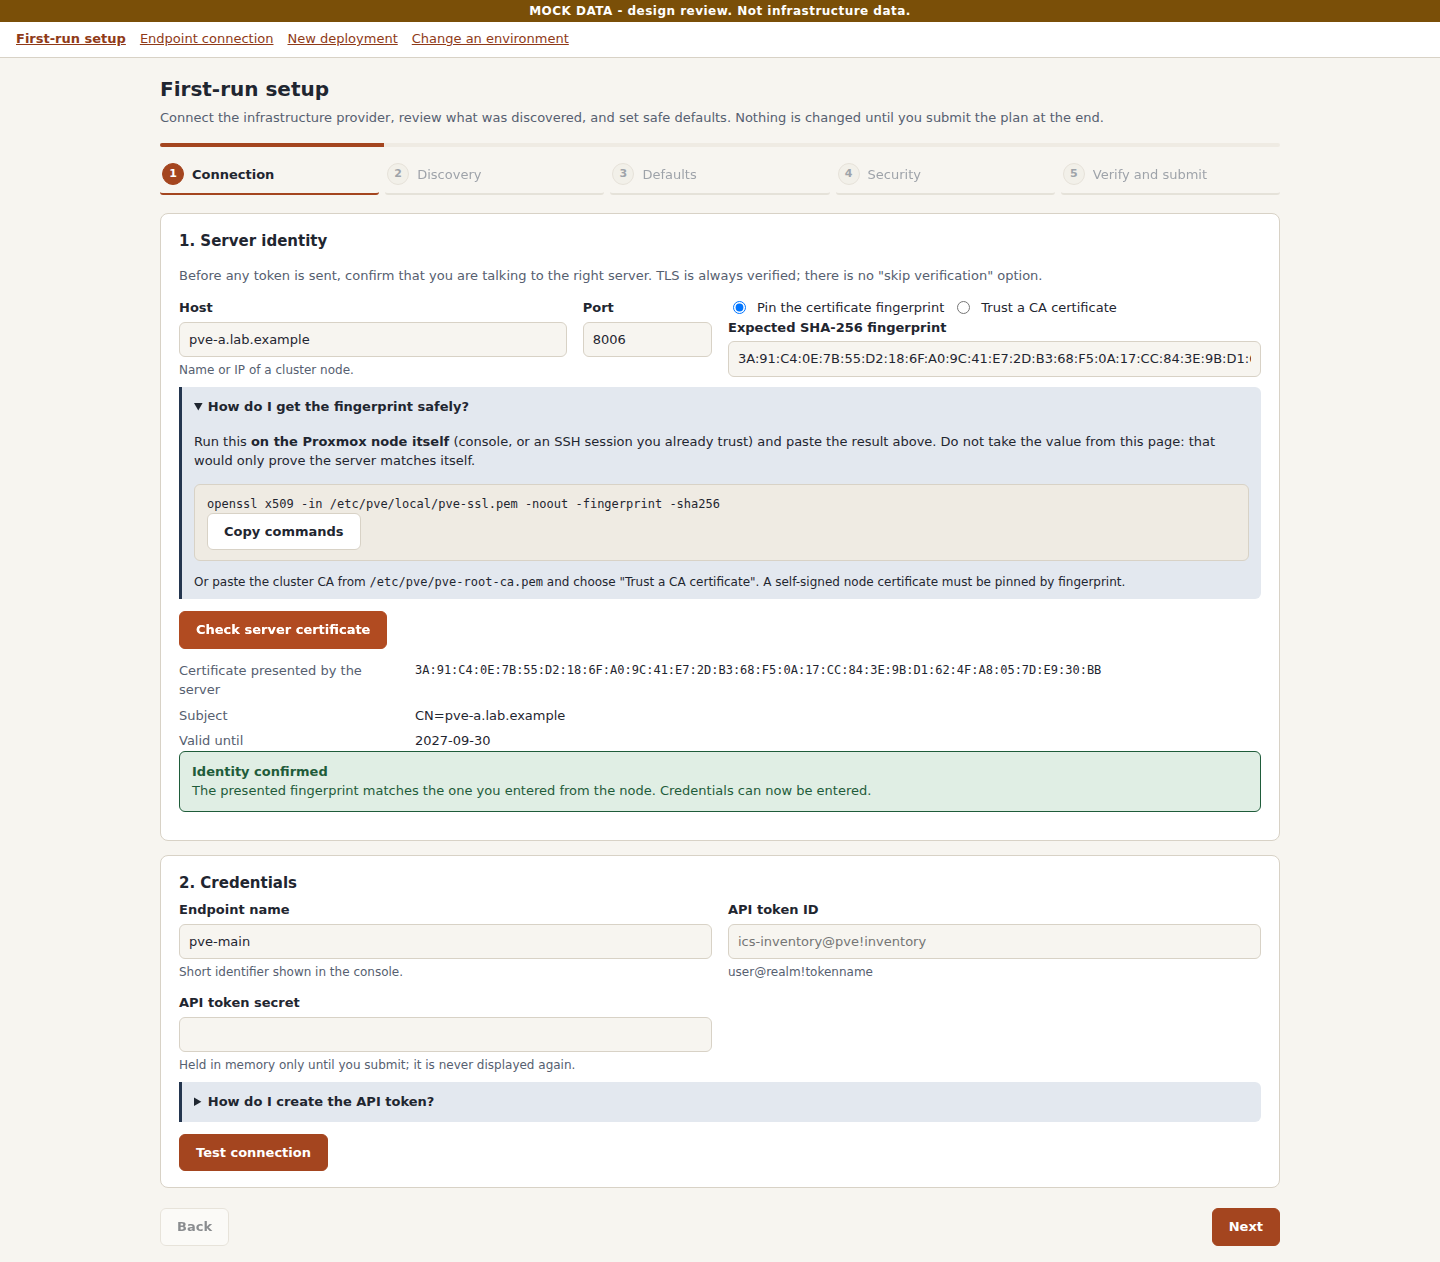 MOCK DATA - design review. Not infrastructure data.
First-run setup Endpoint connection New deployment Change an environment
First-run setup
Connect the infrastructure provider, review what was discovered, and set safe defaults. Nothing is changed until you submit the plan at the end.
1 Connection 2 Discovery 3 Defaults 4 Security 5 Verify and submit
1. Server identity
Before any token is sent, confirm that you are talking to the right server. TLS is always verified; there is no "skip verification" option.
Host
pve-a.lab.example
Name or IP of a cluster node.
Port
8006
Pin the certificate fingerprint Trust a CA certificate
Expected SHA-256 fingerprint
3A:91:C4:0E:7B:55:D2:18:6F:A0:9C:41:E7:2D:B3:68:F5:0A:17:CC:84:3E:9B:D1:
How do I get the fingerprint safely?
Run this on the Proxmox node itself (console, or an SSH session you already trust) and paste the result above. Do not take the value from this page: that
would only prove the server matches itself.
openssl x509 -in /etc/pve/local/pve-ssl.pem -noout -fingerprint -sha256
Copy commands
Or paste the cluster CA from /etc/pve/pve-root-ca.pem and choose "Trust a CA certificate". A self-signed node certificate must be pinned by fingerprint.
Check server certificate
Certificate presented by the
server
3A:91:C4:0E:7B:55:D2:18:6F:A0:9C:41:E7:2D:B3:68:F5:0A:17:CC:84:3E:9B:D1:62:4F:A8:05:7D:E9:30:BB
Subject CN=pve-a.lab.example
Valid until 2027-09-30
Identity confirmed
The presented fingerprint matches the one you entered from the node. Credentials can now be entered.
2. Credentials
Endpoint name
pve-main
Short identifier shown in the console.
API token ID
ics-inventory@pve!inventory
user@realm!tokenname
API token secret
Held in memory only until you submit; it is never displayed again.
How do I create the API token?
Test connection
Back Next